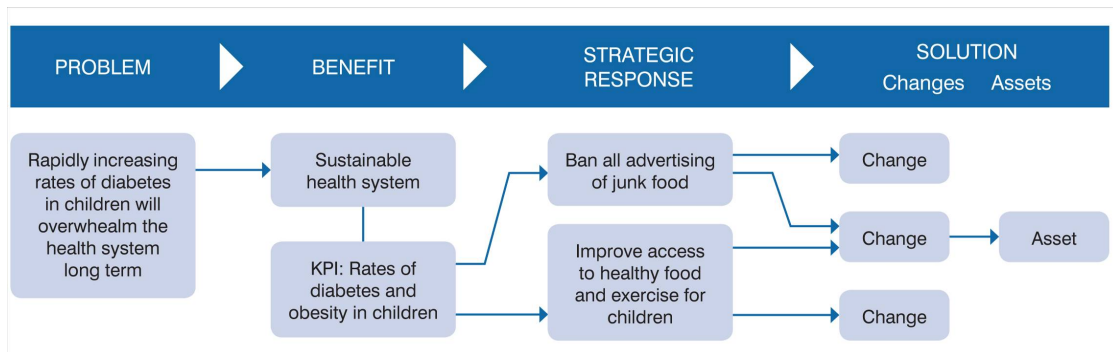 PROBLEM
BENEFIT
STRATEGIC
RESPONSE
SOLUTION
Changes Assets
Rapidly increasing
rates of diabetes
in children will
overwhealm the
health system
long term
Sustainable
health system
KPI: Rates of
diabetes and
obesity in children
Ban all advertising
of junk food
Improve access
to healthy food
and exercise for
children
Change
Change
Change
Asset